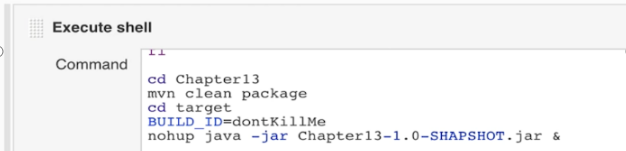 Execute shell
Command
cd Chapter13
mvn clean package
cd target
BUILD_ID=dontKillMe
nohup java -jar Chapter13-1.0-SHAPSHOT.jar &